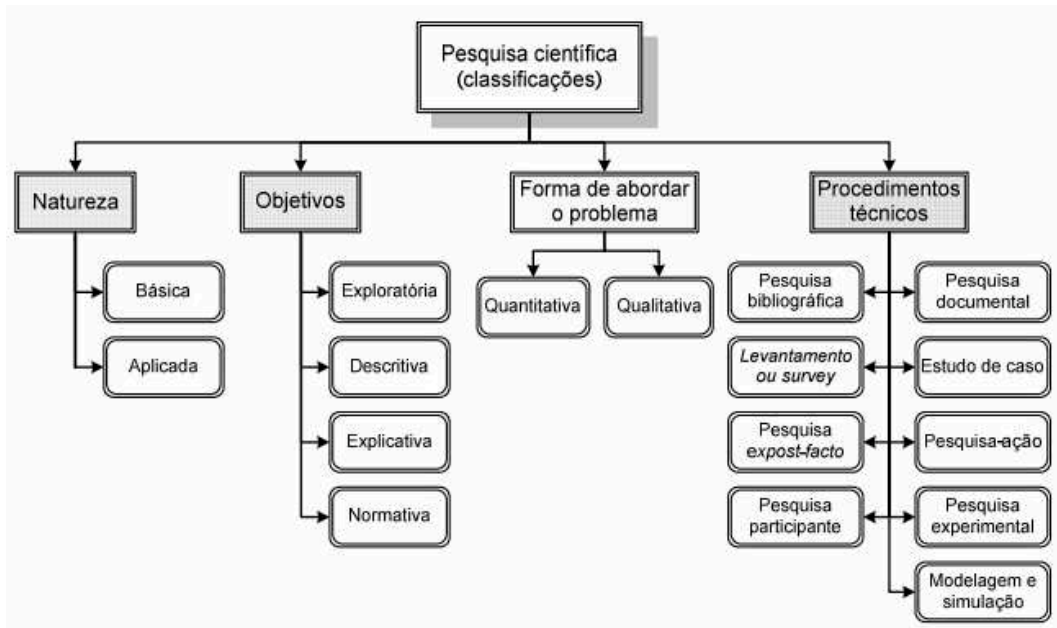 Pesquisa científica
(classificações)
Natureza
Objetivos
Forma de abordar
o problema
Procedimentos
técnicos
Básica
Aplicada
Exploratória
Descritiva
Explicativa
Normativa
Quantitativa
Qualitativa
Pesquisa
bibliográfica
Pesquisa
documental
Levantamento
ou survey
Estudo de caso
Pesquisa
expost-facto
Pesquisa-ação
Pesquisa
participante
Pesquisa
experimental
Modelagem e
simulação